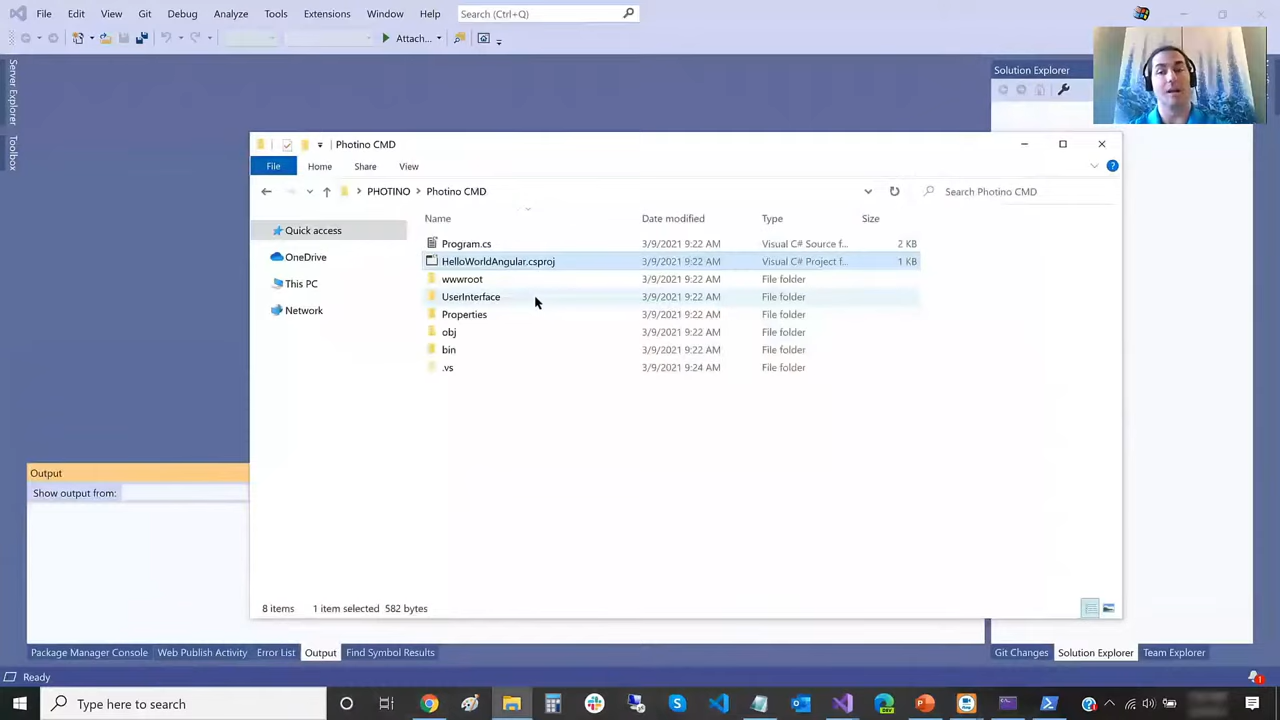 File Edit View Git Debug Analyze Tools Extensions Window Help Search (Ctrl+Q)
Attach...
Server Explorer
Toolbox
Solution Explorer
Photino CMD
File Home Share View
PHOTINO Photino CMD
Search Photino CMD
Quick access
OneDrive
This PC
Network
Name Date modified Type Size
Program.cs 3/9/2021 9:22 AM Visual C# Source f... 2 KB
HelloWorldAngular.csproj 3/9/2021 9:22 AM Visual C# Project f... 1 KB
wwwroot 3/9/2021 9:22 AM File folder
UserInterface 3/9/2021 9:22 AM File folder
Properties 3/9/2021 9:22 AM File folder
obj 3/9/2021 9:22 AM File folder
bin 3/9/2021 9:22 AM File folder
.vs 3/9/2021 9:24 AM File folder
8 items 1 item selected 582 bytes
Output
Show output from:
Package Manager Console Web Publish Activity Error List Output Find Symbol Results
Git Changes Solution Explorer Team Explorer
Ready
1
Type here to search
DEV